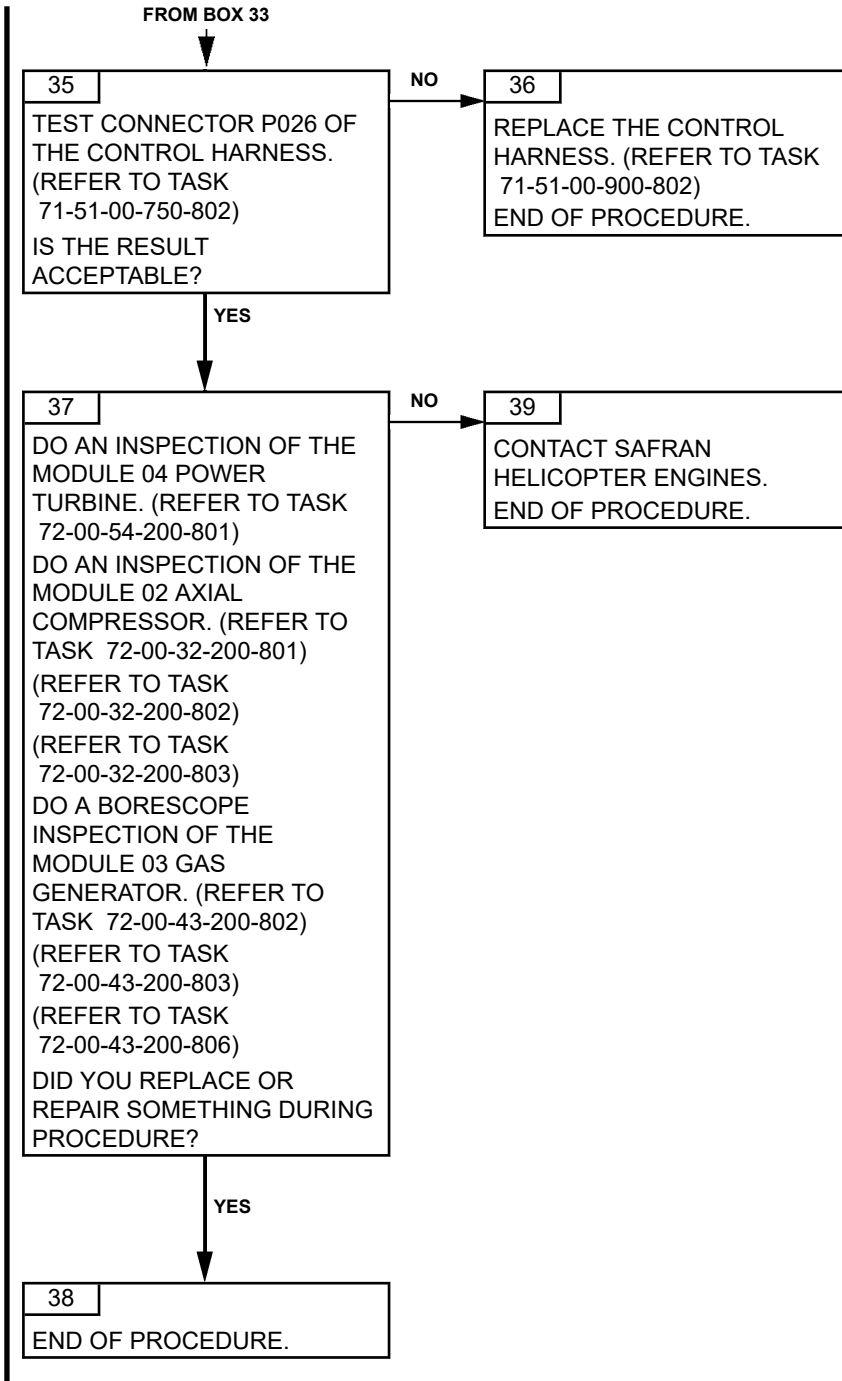 FROM BOX 33
35
TEST CONNECTOR P026 OF
THE CONTROL HARNESS.
(REFER TO TASK
71-51-00-750-802)
IS THE RESULT
ACCEPTABLE?
NO
36
REPLACE THE CONTROL
HARNESS. (REFER TO TASK
71-51-00-900-802)
END OF PROCEDURE.
YES
37
DO AN INSPECTION OF THE
MODULE 04 POWER
TURBINE. (REFER TO TASK
72-00-54-200-801)
DO AN INSPECTION OF THE
MODULE 02 AXIAL
COMPRESSOR. (REFER TO
TASK 72-00-32-200-801)
(REFER TO TASK
72-00-32-200-802)
(REFER TO TASK
72-00-32-200-803)
DO A BORESCOPE
INSPECTION OF THE
MODULE 03 GAS
GENERATOR. (REFER TO
TASK 72-00-43-200-802)
(REFER TO TASK
72-00-43-200-803)
(REFER TO TASK
72-00-43-200-806)
DID YOU REPLACE OR
REPAIR SOMETHING DURING
PROCEDURE?
NO
39
CONTACT SAFRAN
HELICOPTER ENGINES.
END OF PROCEDURE.
YES
38
END OF PROCEDURE.